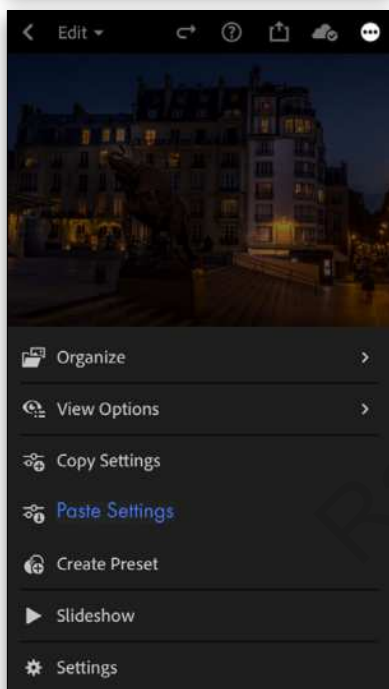 Edit
Organize
View Options
Copy Settings
Paste Settings
Create Preset
Slideshow
Settings